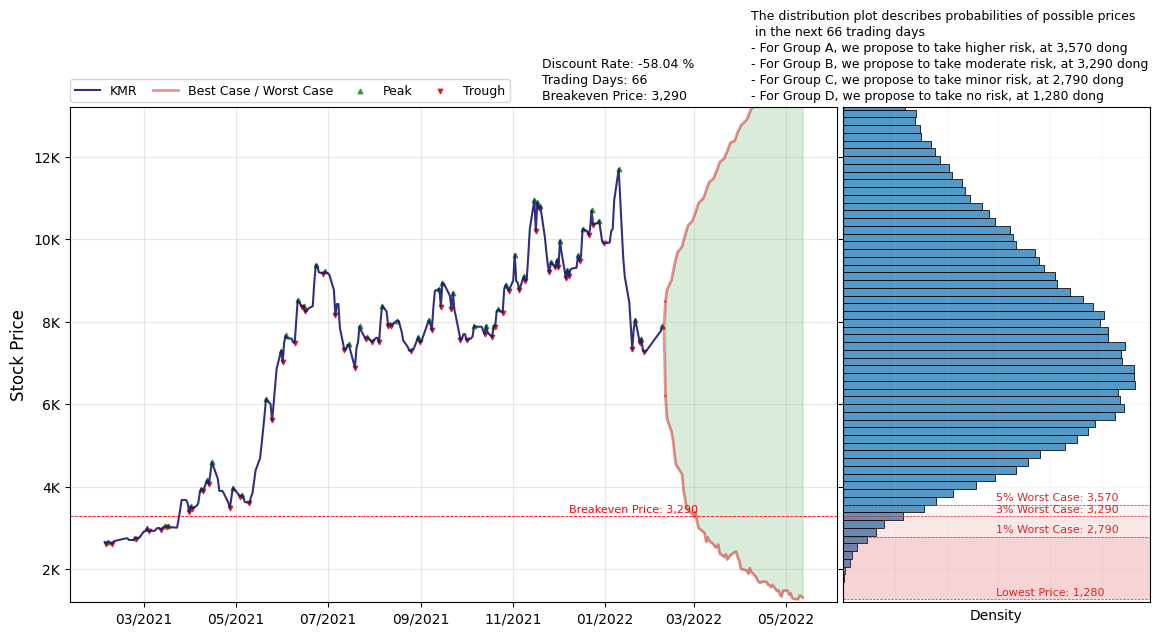 The distribution plot describes probabilities of possible prices
in the next 66 trading days
- For Group A, we propose to take higher risk, at 3,570 dong
- For Group B, we propose to take moderate risk, at 3,290 dong
- For Group C, we propose to take minor risk, at 2,790 dong
- For Group D, we propose to take no risk, at 1,280 dong
Discount Rate: -58.04 %
Trading Days: 66
Breakeven Price: 3,290
KMR
Best Case / Worst Case
Peak
Trough
Stock Price
12K
10K
8K
6K
4K
2K
Breakeven Price: 3,290
03/2021
05/2021
07/2021
09/2021
11/2021
01/2022
03/2022
05/2022
5% Worst Case: 3,570
3% Worst Case: 3,290
1% Worst Case: 2,790
Lowest Price: 1,280
Density